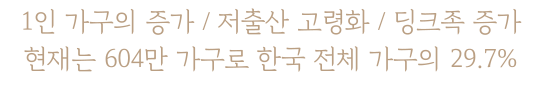 1인 가구의 증가 / 저출산 고령화 / 딩크족 증가
현재는 604만 가구로 한국 전체 가구의 29.7%